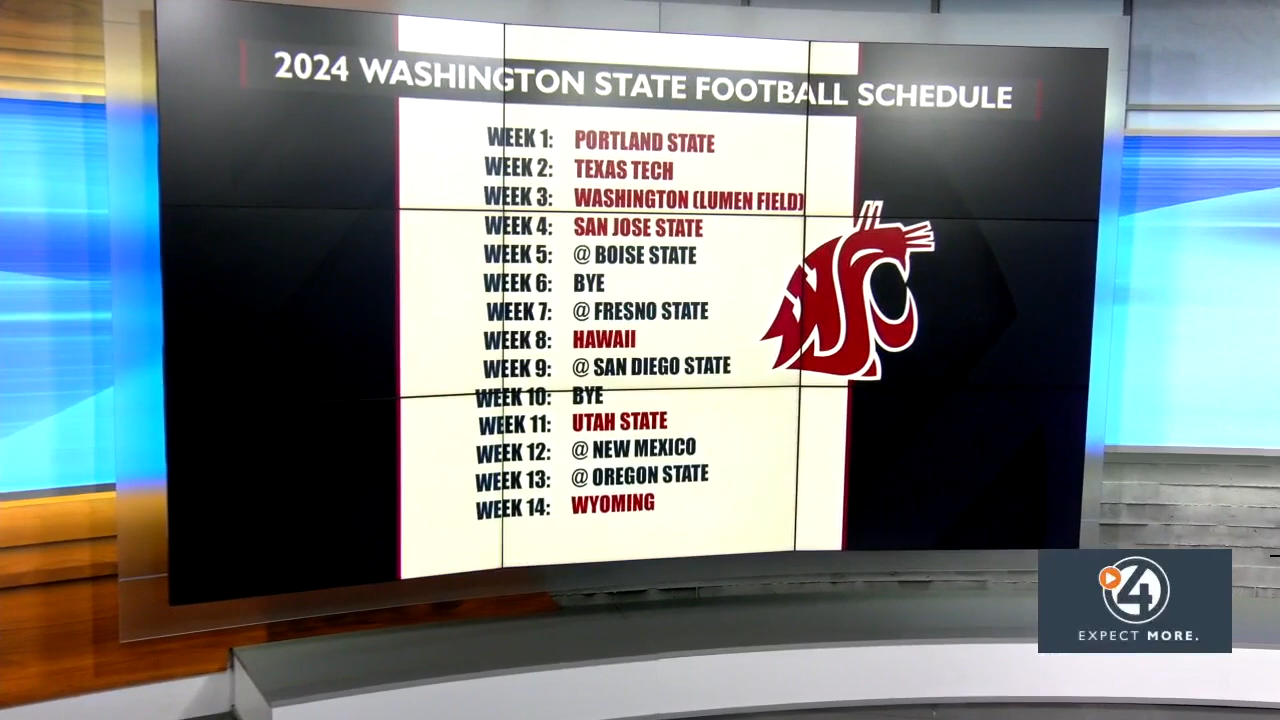 2024 WASHINGTON STATE FOOTBALL SCHEDULE
WEEK 1: PORTLAND STATE
WEEK 2: TEXAS TECH
WEEK 3: WASHINGTON (LUMEN FIELD)
WEEK 4: SAN JOSE STATE
WEEK 5: @ BOISE STATE
WEEK 6: BYE
WEEK 7: @ FRESNO STATE
WEEK 8: HAWAII
WEEK 9: @ SAN DIEGO STATE
WEEK 10: BYE
WEEK 11: UTAH STATE
WEEK 12: @ NEW MEXICO
WEEK 13: @ OREGON STATE
WEEK 14: WYOMING
WSC
4
EXPECT MORE.